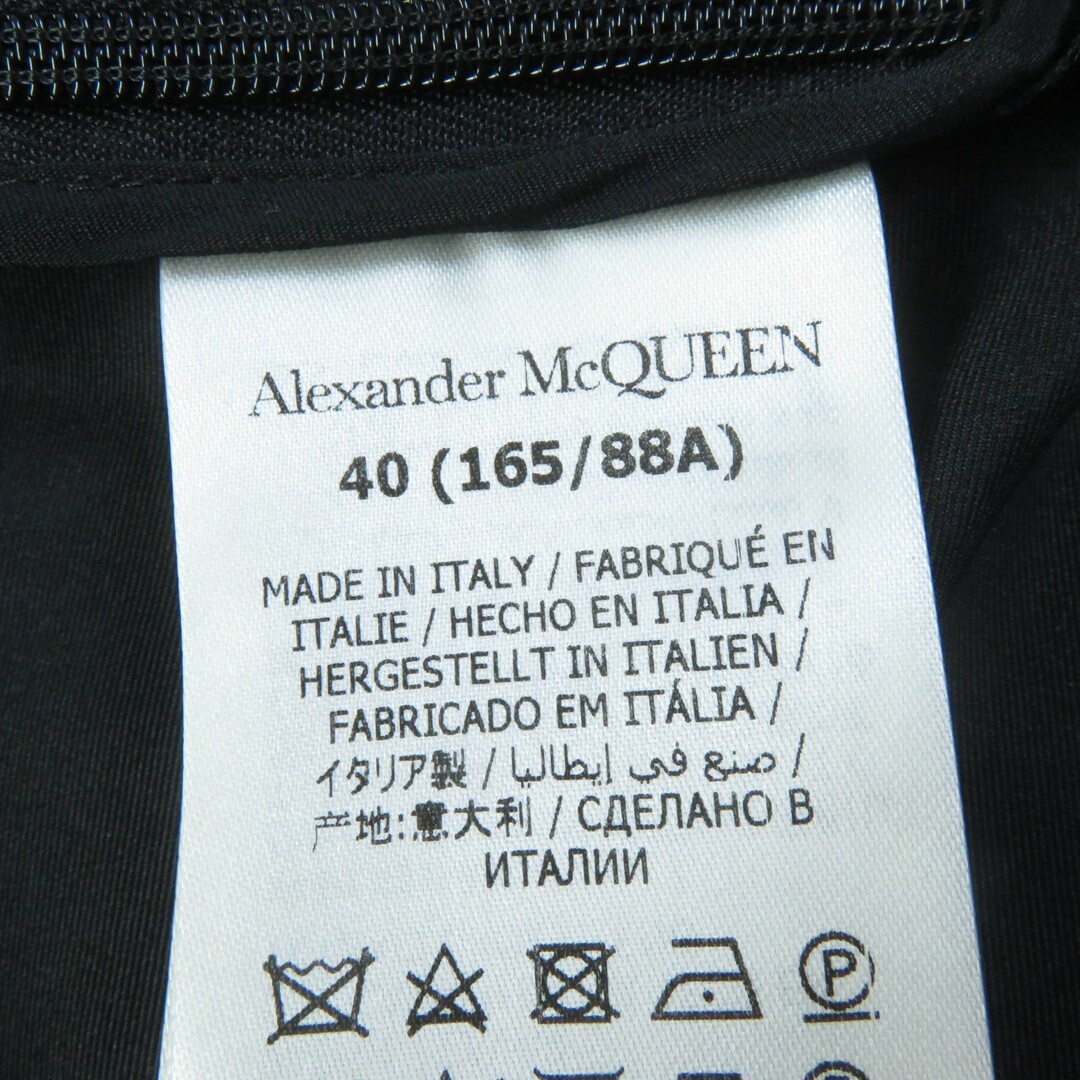 Alexander McQUEEN
40 (165/88A)
MADE IN ITALY / FABRIQUÉ EN
ITALIE / HECHO EN ITALIA /
HERGESTELLT IN ITALIEN /
FABRICADO EM ITÁLIA /
イタリア製 / صنع في إيطاليا /
产地:意大利 / СДЕЛАНО В
ИТАЛИИ
P